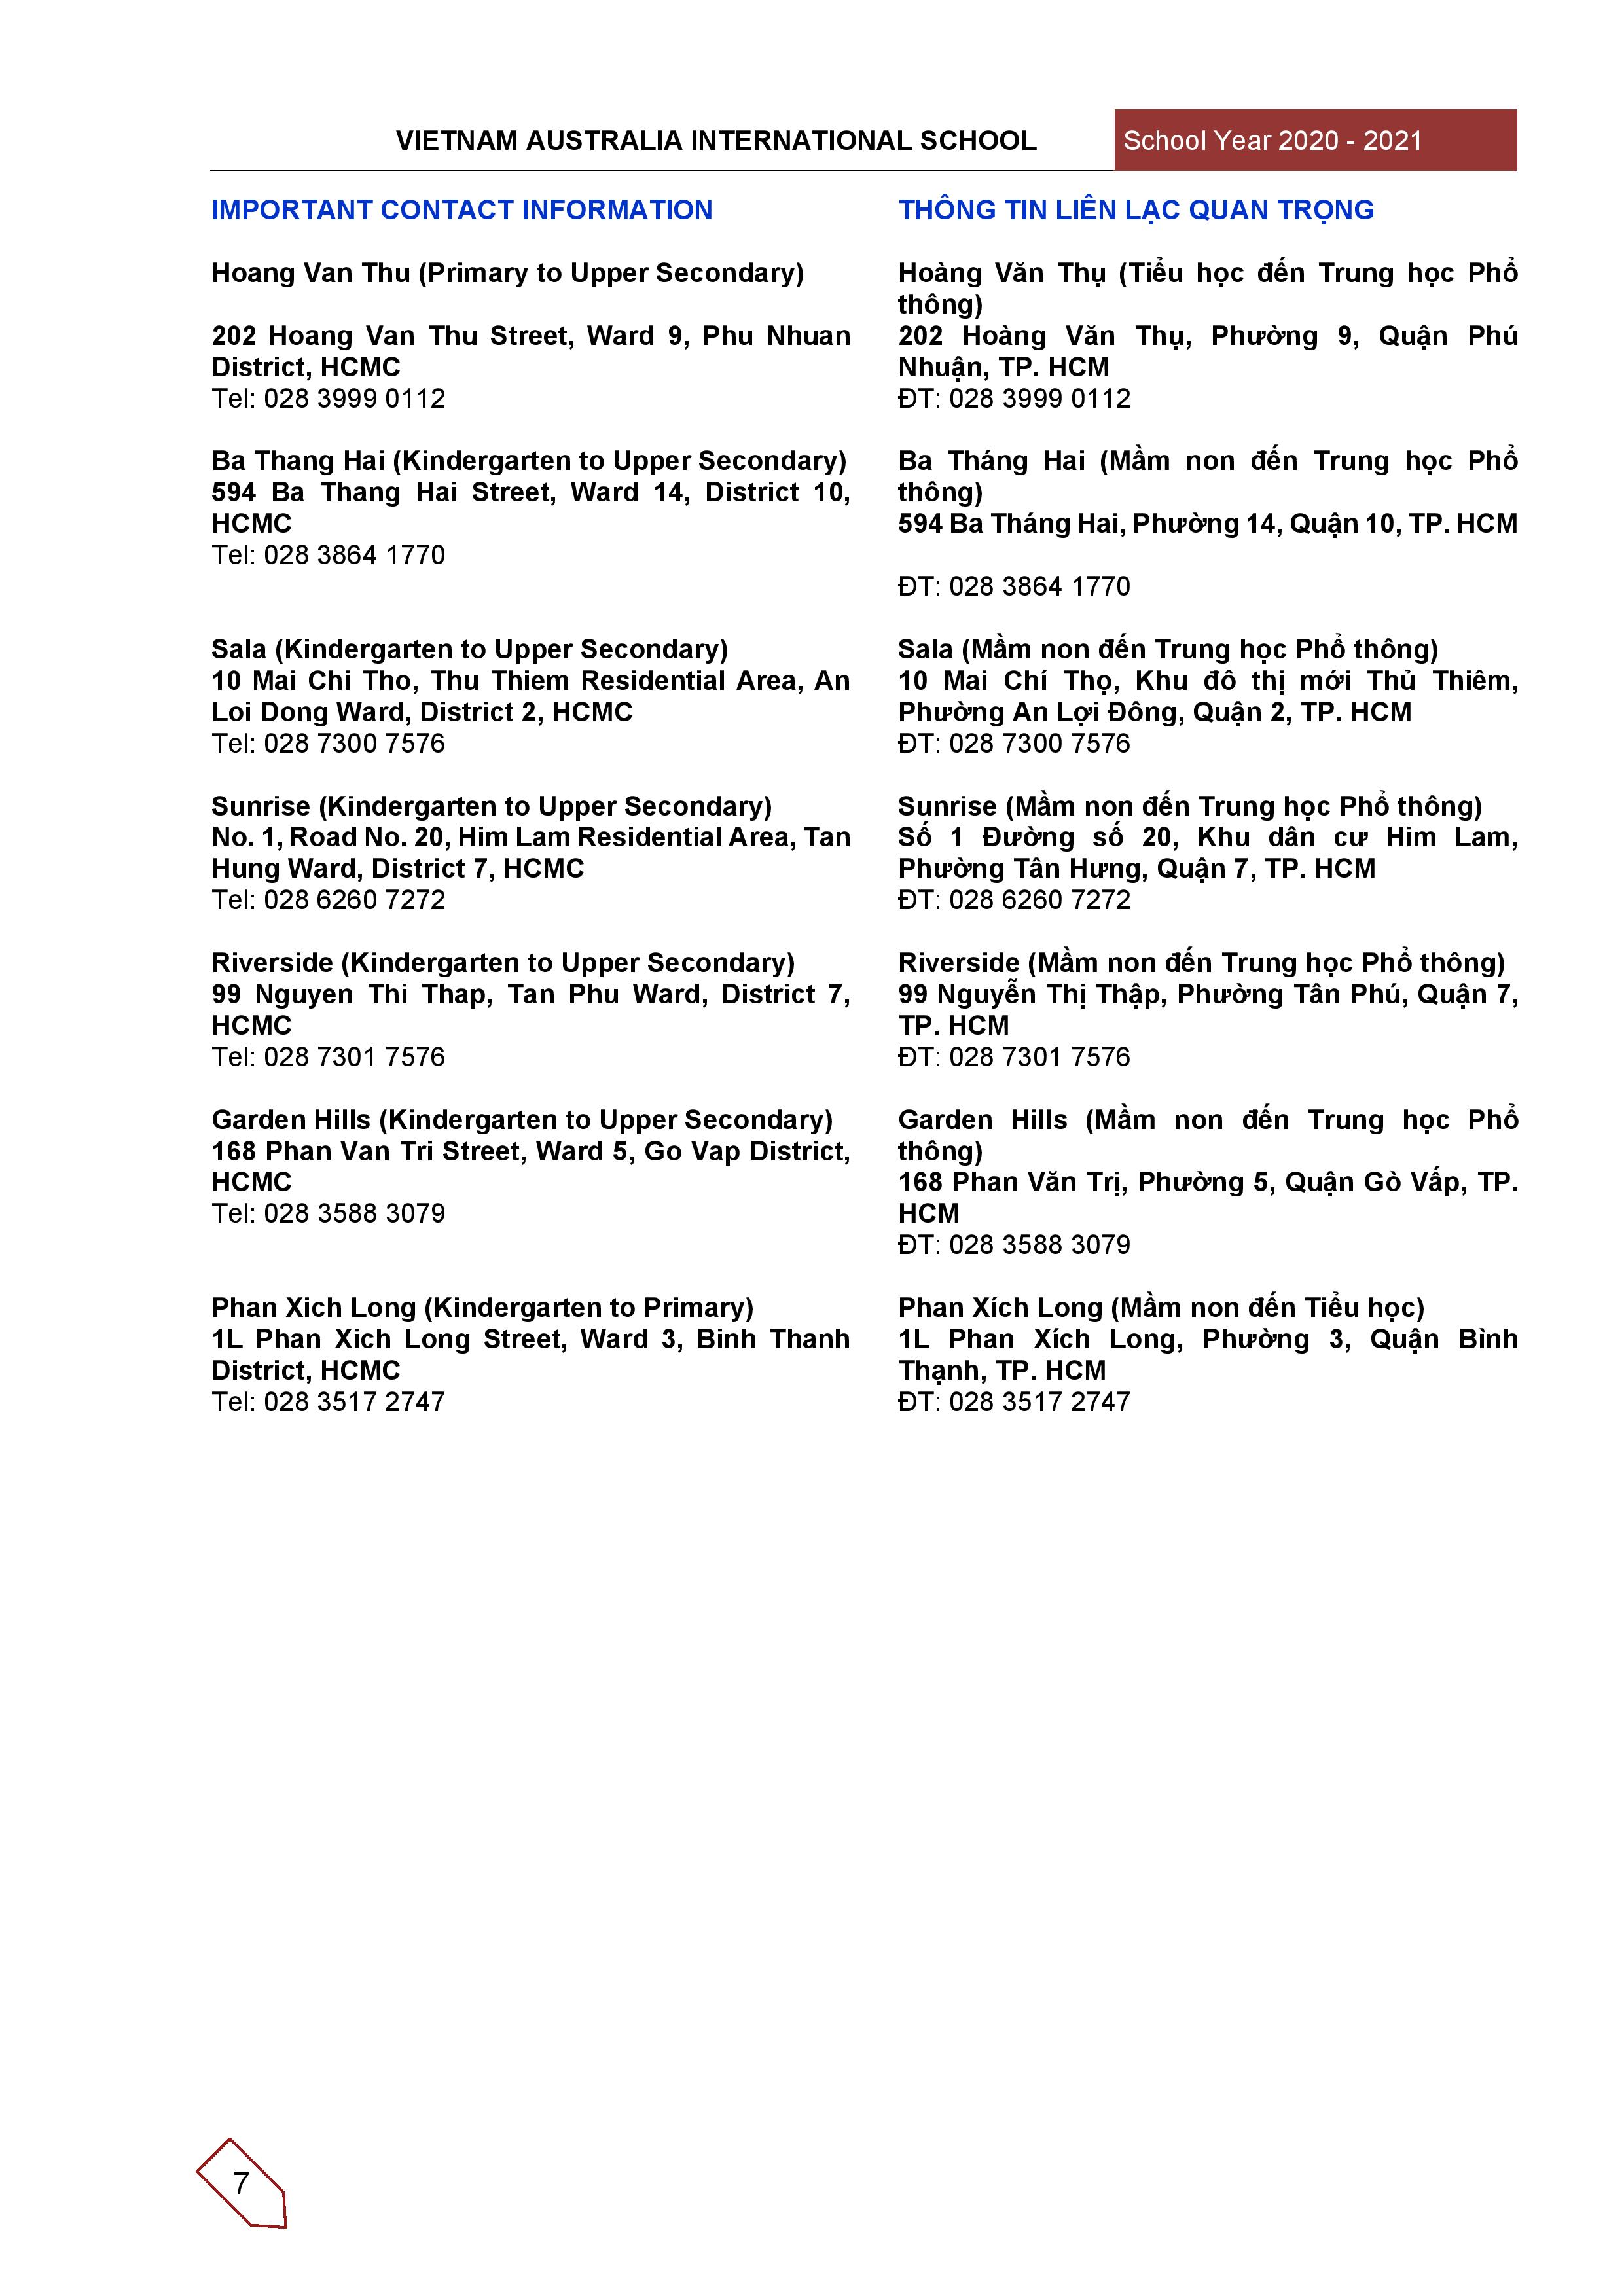 VIETNAM AUSTRALIA INTERNATIONAL SCHOOL
School Year 2020 - 2021
IMPORTANT CONTACT INFORMATION
Hoang Van Thu (Primary to Upper Secondary)
202 Hoang Van Thu Street, Ward 9, Phu Nhuan
District, HCMC
Tel: 028 3999 0112
Ba Thang Hai (Kindergarten to Upper Secondary)
594 Ba Thang Hai Street, Ward 14, District 10,
HCMC
Tel: 028 3864 1770
Sala (Kindergarten to Upper Secondary)
10 Mai Chi Tho, Thu Thiem Residential Area, An
Loi Dong Ward, District 2, HCMC
Tel: 028 7300 7576
Sunrise (Kindergarten to Upper Secondary)
No. 1, Road No. 20, Him Lam Residential Area, Tan
Hung Ward, District 7, HCMC
Tel: 028 6260 7272
Riverside (Kindergarten to Upper Secondary)
99 Nguyen Thi Thap, Tan Phu Ward, District 7,
HCMC
Tel: 028 7301 7576
Garden Hills (Kindergarten to Upper Secondary)
168 Phan Van Tri Street, Ward 5, Go Vap District,
HCMC
Tel: 028 3588 3079
Phan Xich Long (Kindergarten to Primary)
1L Phan Xich Long Street, Ward 3, Binh Thanh
District, HCMC
Tel: 028 3517 2747
THÔNG TIN LIÊN LẠC QUAN TRỌNG
Hoàng Văn Thụ (Tiểu học đến Trung học Phổ
thông)
202 Hoàng Văn Thụ, Phường 9, Quận Phú
Nhuận, TP. HCM
ĐT: 028 3999 0112
Ba Tháng Hai (Mầm non đến Trung học Phổ
thông)
594 Ba Tháng Hai, Phường 14, Quận 10, TP. HCM
ĐT: 028 3864 1770
Sala (Mầm non đến Trung học Phổ thông)
10 Mai Chí Thọ, Khu đô thị mới Thủ Thiêm,
Phường An Lợi Đông, Quận 2, TP. HCM
ĐT: 028 7300 7576
Sunrise (Mầm non đến Trung học Phổ thông)
Số 1 Đường số 20, Khu dân cư Him Lam,
Phường Tân Hưng, Quận 7, TP. HCM
ĐT: 028 6260 7272
Riverside (Mầm non đến Trung học Phổ thông)
99 Nguyễn Thị Thập, Phường Tân Phú, Quận 7,
TP. HCM
ĐT: 028 7301 7576
Garden Hills (Mầm non đến Trung học Phổ
thông)
168 Phan Văn Trị, Phường 5, Quận Gò Vấp, TP.
HCM
ĐT: 028 3588 3079
Phan Xích Long (Mầm non đến Tiểu học)
1L Phan Xích Long, Phường 3, Quận Bình
Thạnh, TP. HCM
ĐT: 028 3517 2747
7